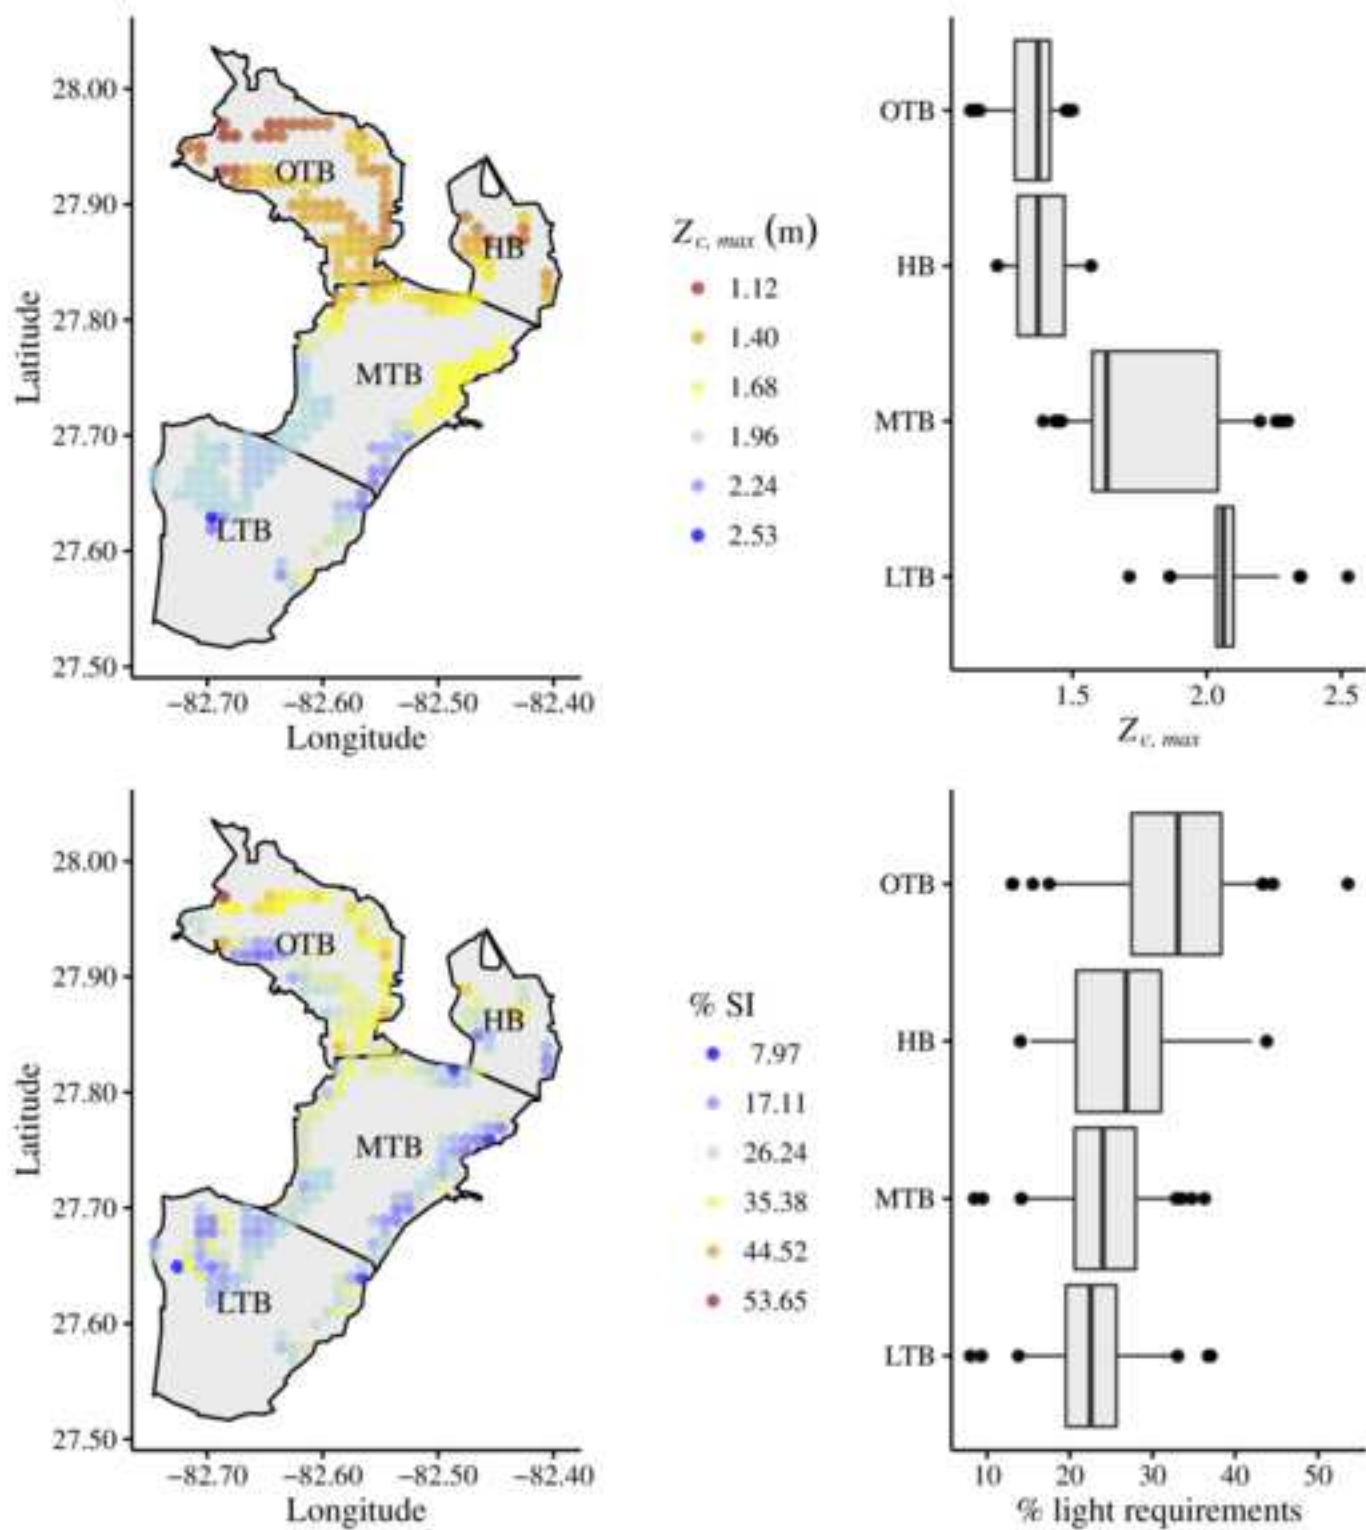 28.00
27.90
27.80
27.70
27.60
27.50
Latitude
−82.70 −82.60 −82.50 −82.40
Longitude
OTB
HB
MTB
LTB
Zc, max (m)
1.12
1.40
1.68
1.96
2.24
2.53
OTB
HB
MTB
LTB
1.5 2.0 2.5
Zc, max
28.00
27.90
27.80
27.70
27.60
27.50
Latitude
−82.70 −82.60 −82.50 −82.40
Longitude
OTB
HB
MTB
LTB
% SI
7.97
17.11
26.24
35.38
44.52
53.65
OTB
HB
MTB
LTB
10 20 30 40 50
% light requirements